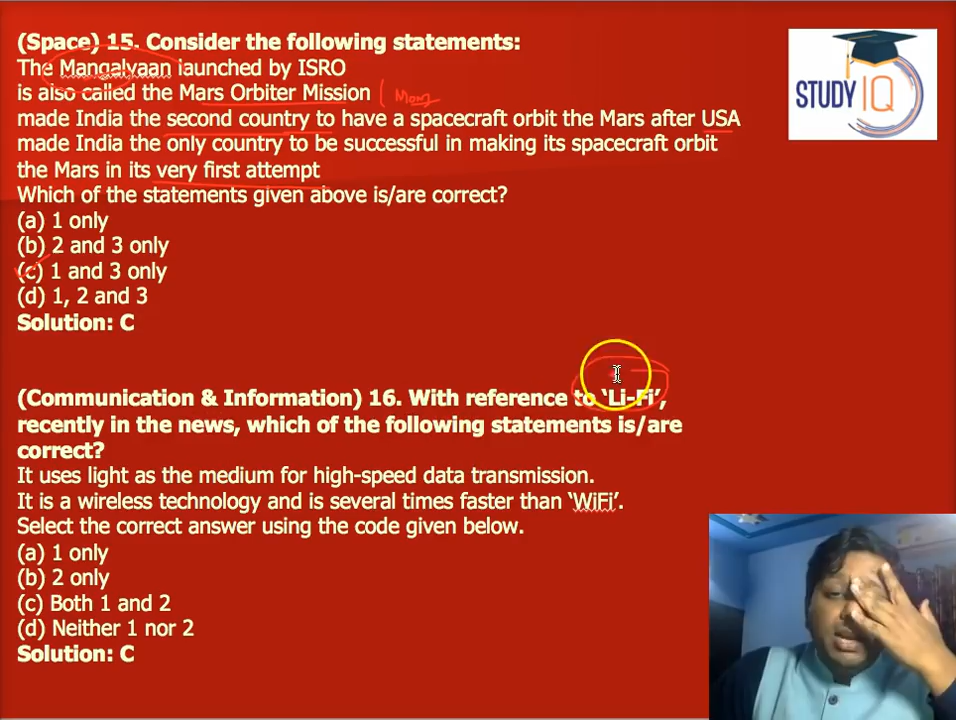 (Space) 15. Consider the following statements:
The Mangalyaan launched by ISRO
is also called the Mars Orbiter Mission
made India the second country to have a spacecraft orbit the Mars after USA
made India the only country to be successful in making its spacecraft orbit
the Mars in its very first attempt
Which of the statements given above is/are correct?
(a) 1 only
(b) 2 and 3 only
(c) 1 and 3 only
(d) 1, 2 and 3
Solution: C
(Communication & Information) 16. With reference to ‘Li-Fi’,
recently in the news, which of the following statements is/are
correct?
It uses light as the medium for high-speed data transmission.
It is a wireless technology and is several times faster than ‘WiFi’.
Select the correct answer using the code given below.
(a) 1 only
(b) 2 only
(c) Both 1 and 2
(d) Neither 1 nor 2
Solution: C
STUDY IQ